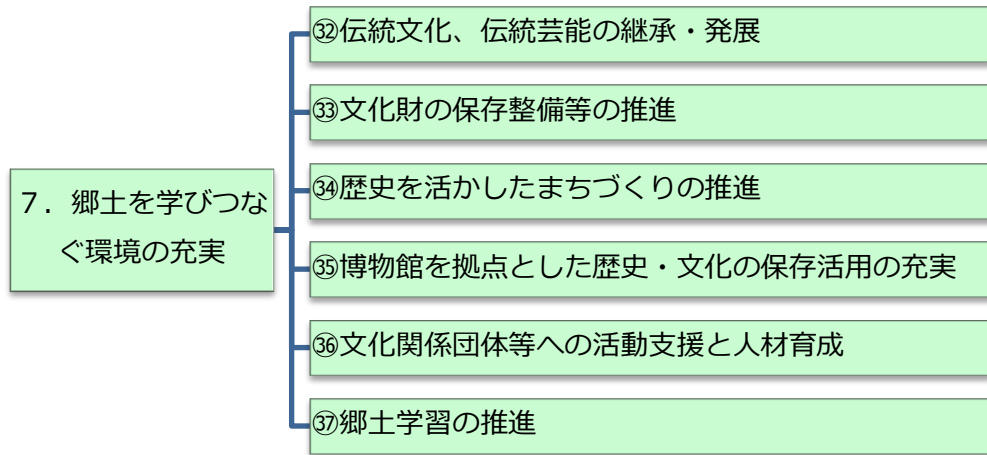 ７．郷土を学びつな
ぐ環境の充実
㉜伝統文化、伝統芸能の継承・発展
㉝文化財の保存整備等の推進
㉞歴史を活かしたまちづくりの推進
㉟博物館を拠点とした歴史・文化の保存活用の充実
㊱文化関係団体等への活動支援と人材育成
㊲郷土学習の推進